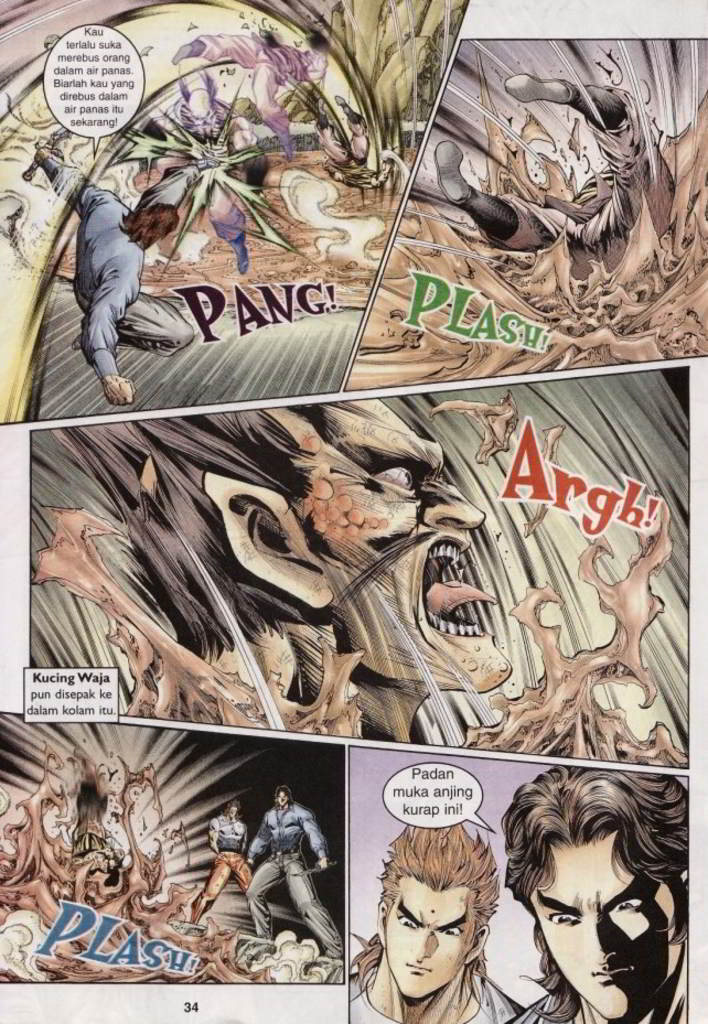 Kau
terlalu suka
merebus orang
dalam air panas.
Biarlah kau yang
direbus dalam
air panas itu
sekarang!
PANG!
PLASH!
Argh!
Kucing Waja
pun disepak ke
dalam kolam itu.
PLASH!
Padan
muka anjing
kurap ini!
34